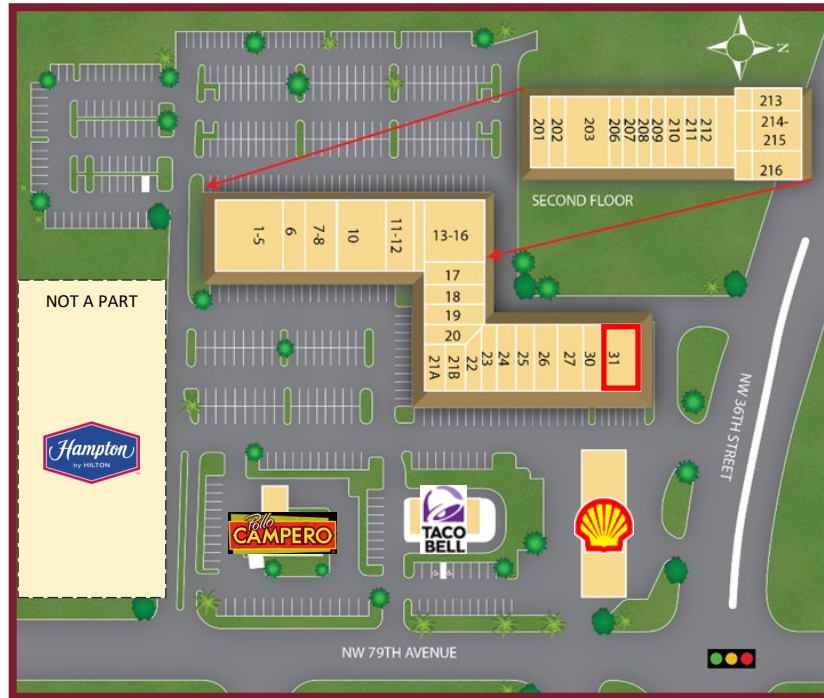 N
213
214-
215
216
201
202
203
206
207
208
209
210
211
212
SECOND FLOOR
1-5
6
7-8
10
11-12
13-16
17
18
19
20
21A
21B
22
23
24
25
26
27
30
31
NOT A PART
Hampton
by HILTON
Pollo
CAMPERO
TACO
BELL
NW 36TH STREET
NW 79TH AVENUE